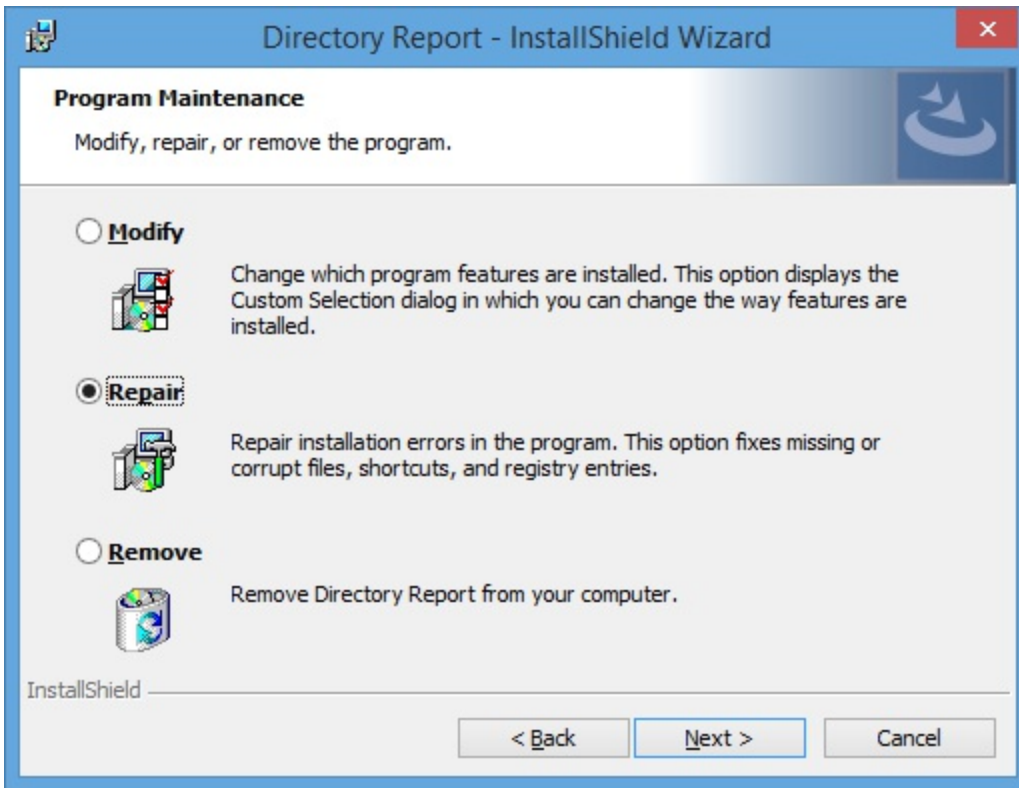 Directory Report - InstallShield Wizard
Program Maintenance
Modify, repair, or remove the program.
Modify
Change which program features are installed. This option displays the
Custom Selection dialog in which you can change the way features are
installed.
Repair
Repair installation errors in the program. This option fixes missing or
corrupt files, shortcuts, and registry entries.
Remove
Remove Directory Report from your computer.
InstallShield
< Back Next > Cancel